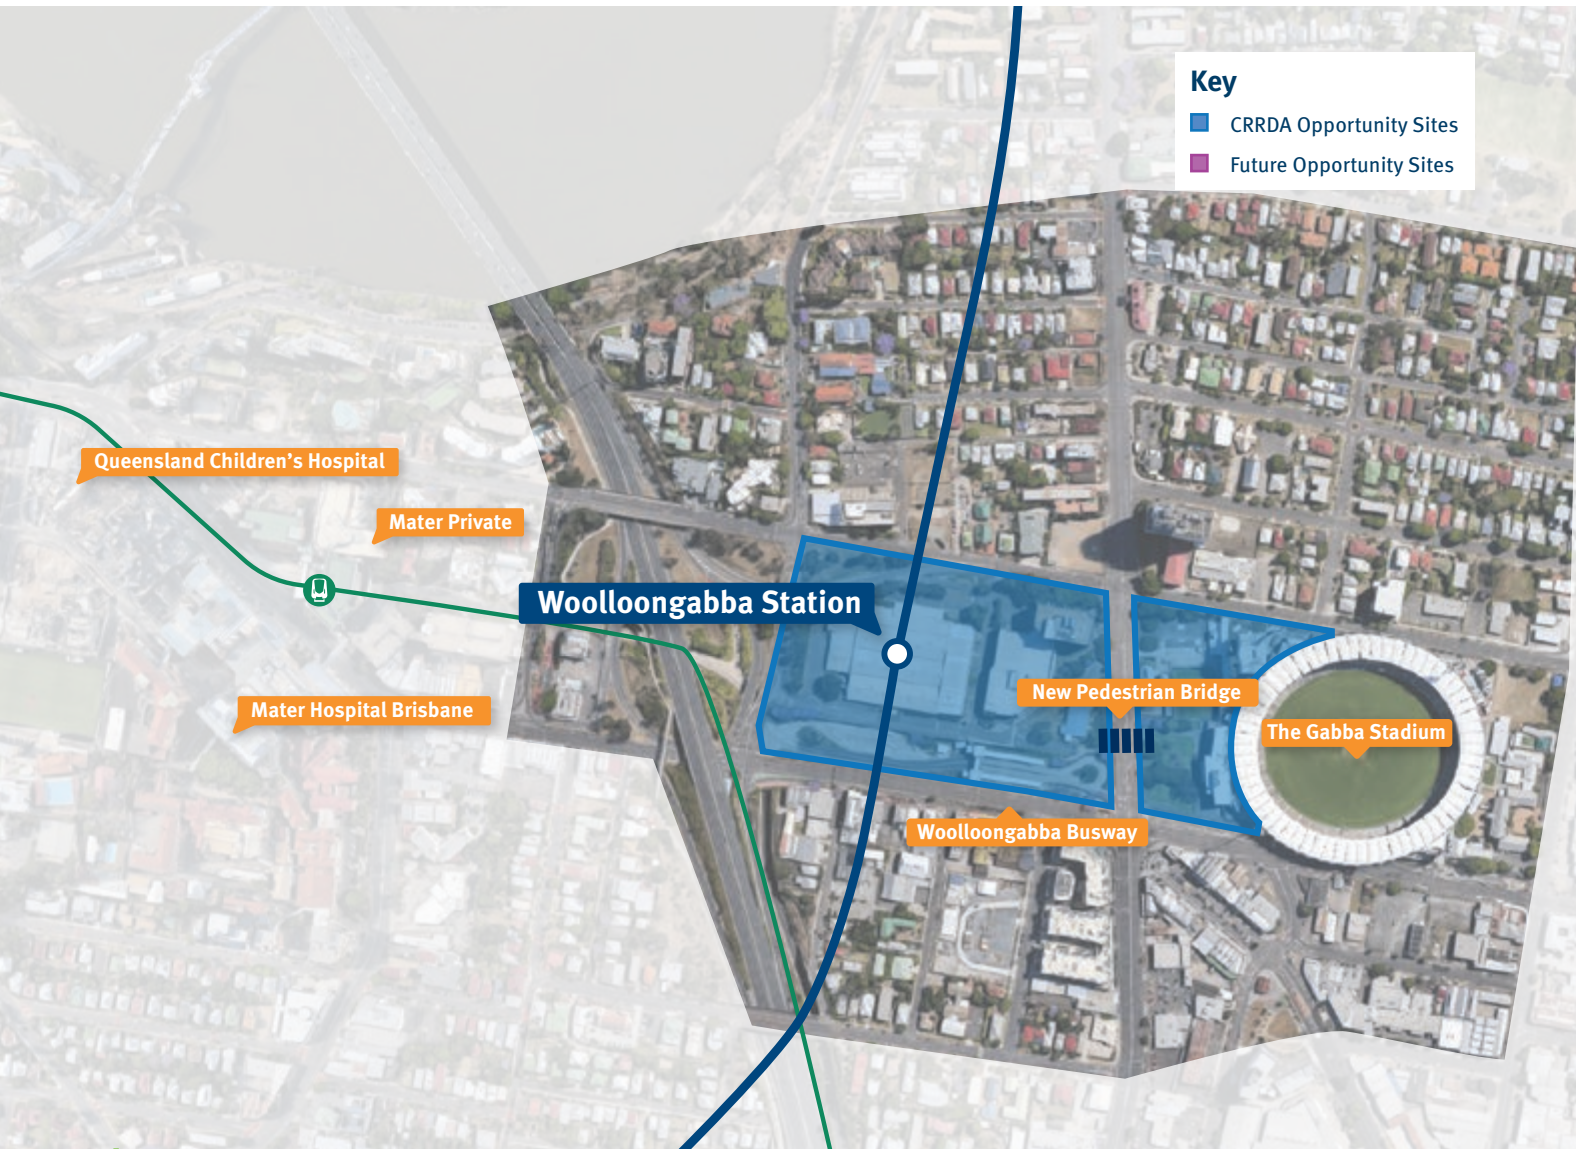 Key
CRRDA Opportunity Sites
Future Opportunity Sites
Queensland Children's Hospital
Mater Private
Woolloongabba Station
New Pedestrian Bridge
Mater Hospital Brisbane
The Gabba Stadium
Woolloongabba Busway